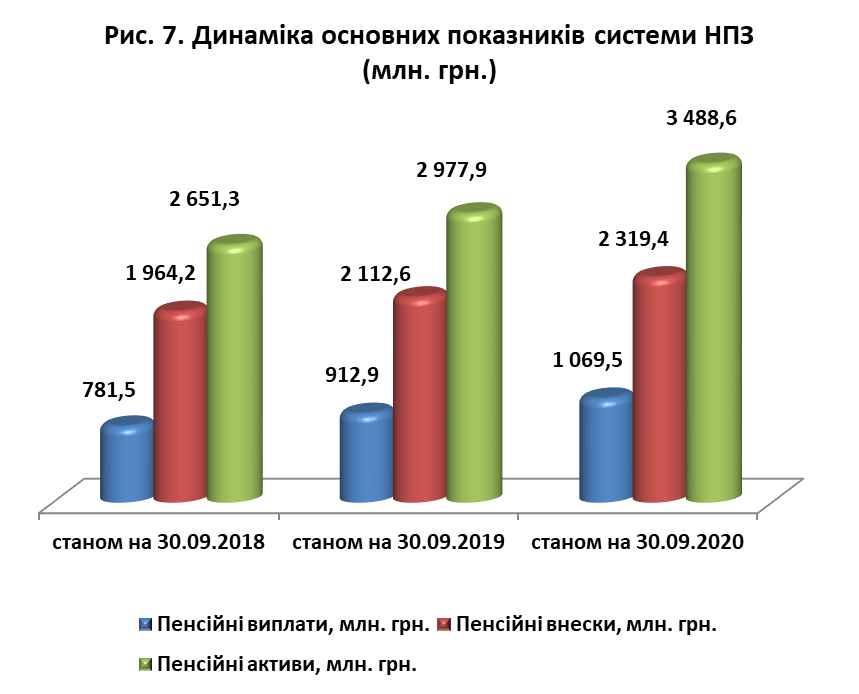 Рис. 7. Динаміка основних показників системи НПЗ
(млн. грн.)
3 488,6
2 977,9
2 651,3
2 319,4
1 964,2
2 112,6
1 069,5
912,9
781,5
станом на 30.09.2018
станом на 30.09.2019
станом на 30.09.2020
Пенсійні виплати, млн. грн.
Пенсійні внески, млн. грн.
Пенсійні активи, млн. грн.